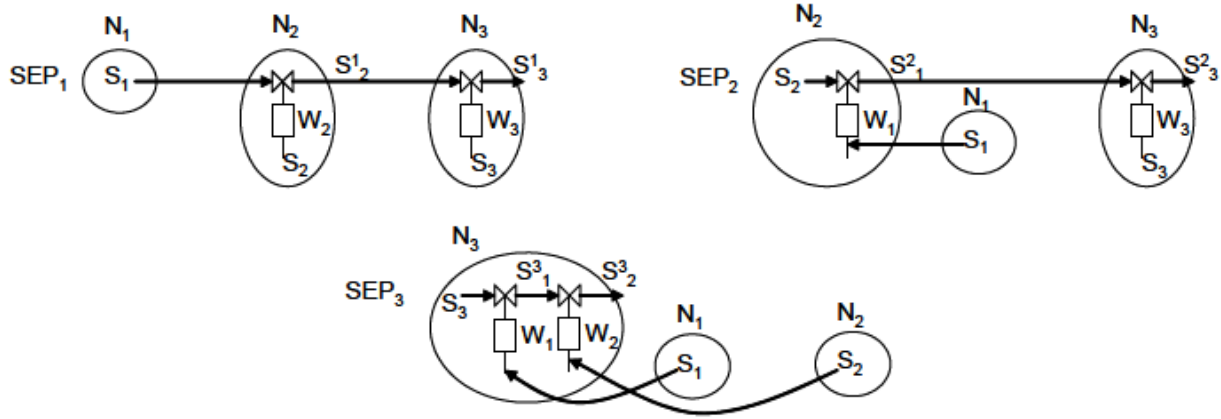 N₁ N₂ N₃
SEP₁ S₁ S¹₂ S¹₃
W₂ W₃
S₂ S₃
N₂ N₃
SEP₂ S₂ S²₁ S²₃
N₁
W₁ S₁ W₃
S₃
N₃
SEP₃ S₃ S³₁ S³₂
W₁ W₂ N₁ N₂
S₁ S₂